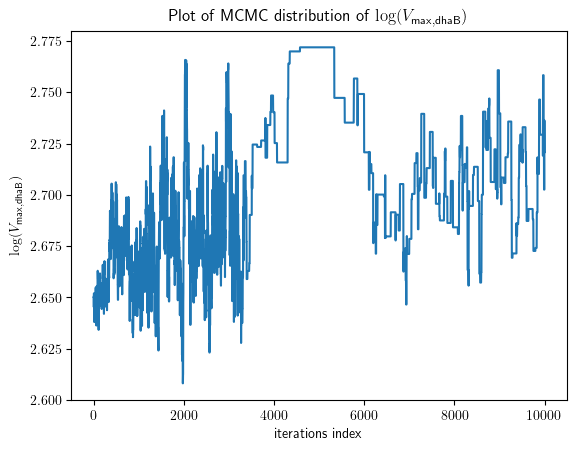 Plot of MCMC distribution of log(V_max,dhaB)
2.775
2.750
2.725
2.700
2.675
2.650
2.625
2.600
log(V_max,dhaB)
0 2000 4000 6000 8000 10000
iterations index